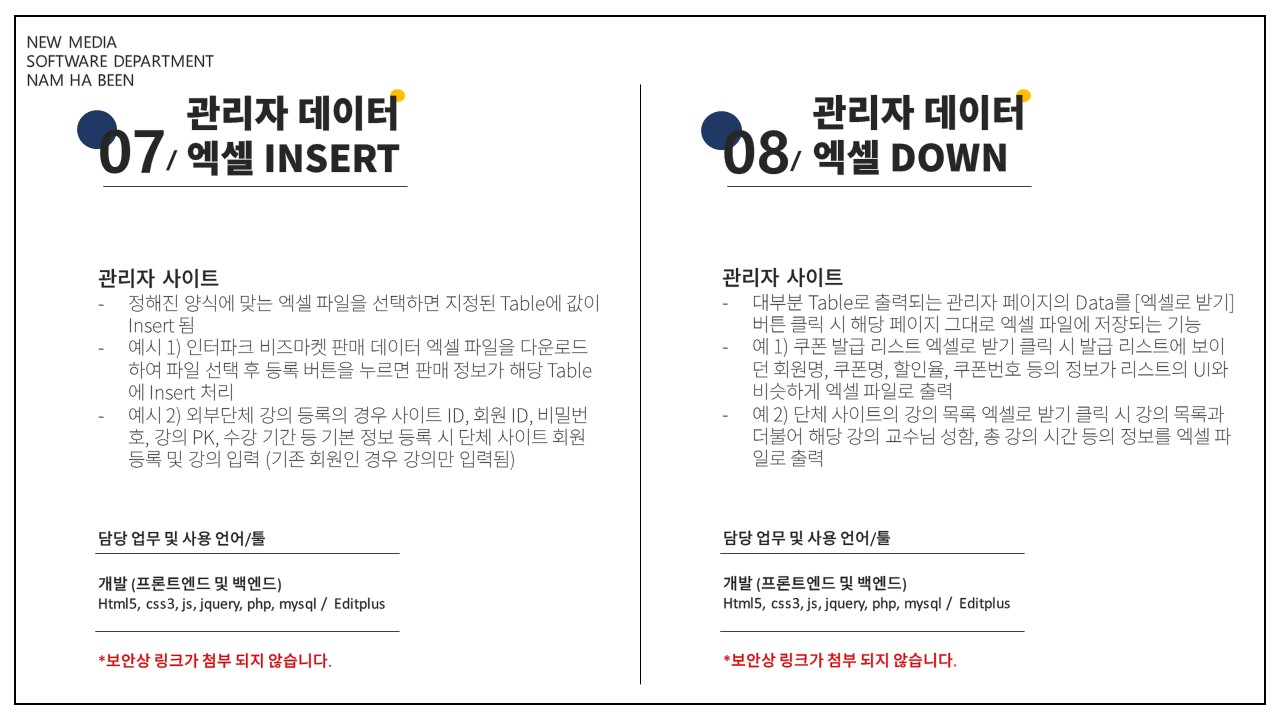 NEW MEDIA
SOFTWARE DEPARTMENT
NAM HA BEEN
07/ 관리자 데이터
엑셀 INSERT
관리자 사이트
- 정해진 양식에 맞는 엑셀 파일을 선택하면 지정된 Table에 값이
Insert 됨
- 예시 1) 인터파크 비즈마켓 판매 데이터 엑셀 파일을 다운로드
하여 파일 선택 후 등록 버튼을 누르면 판매 정보가 해당 Table
에 Insert 처리
- 예시 2) 외부단체 강의 등록의 경우 사이트 ID, 회원 ID, 비밀번
호, 강의 PK, 수강 기간 등 기본 정보 등록 시 단체 사이트 회원
등록 및 강의 입력 (기존 회원인 경우 강의만 입력됨)
담당 업무 및 사용 언어/툴
개발 (프론트엔드 및 백엔드)
Html5, css3, js, jquery, php, mysql / Editplus
*보안상 링크가 첨부 되지 않습니다.
08/ 관리자 데이터
엑셀 DOWN
관리자 사이트
- 대부분 Table로 출력되는 관리자 페이지의 Data를 [엑셀로 받기]
버튼 클릭 시 해당 페이지 그대로 엑셀 파일에 저장되는 기능
- 예 1) 쿠폰 발급 리스트 엑셀로 받기 클릭 시 발급 리스트에 보이
던 회원명, 쿠폰명, 할인율, 쿠폰번호 등의 정보가 리스트의 UI와
비슷하게 엑셀 파일로 출력
- 예 2) 단체 사이트의 강의 목록 엑셀로 받기 클릭 시 강의 목록과
더불어 해당 강의 교수님 성함, 총 강의 시간 등의 정보를 엑셀 파
일로 출력
담당 업무 및 사용 언어/툴
개발 (프론트엔드 및 백엔드)
Html5, css3, js, jquery, php, mysql / Editplus
*보안상 링크가 첨부 되지 않습니다.